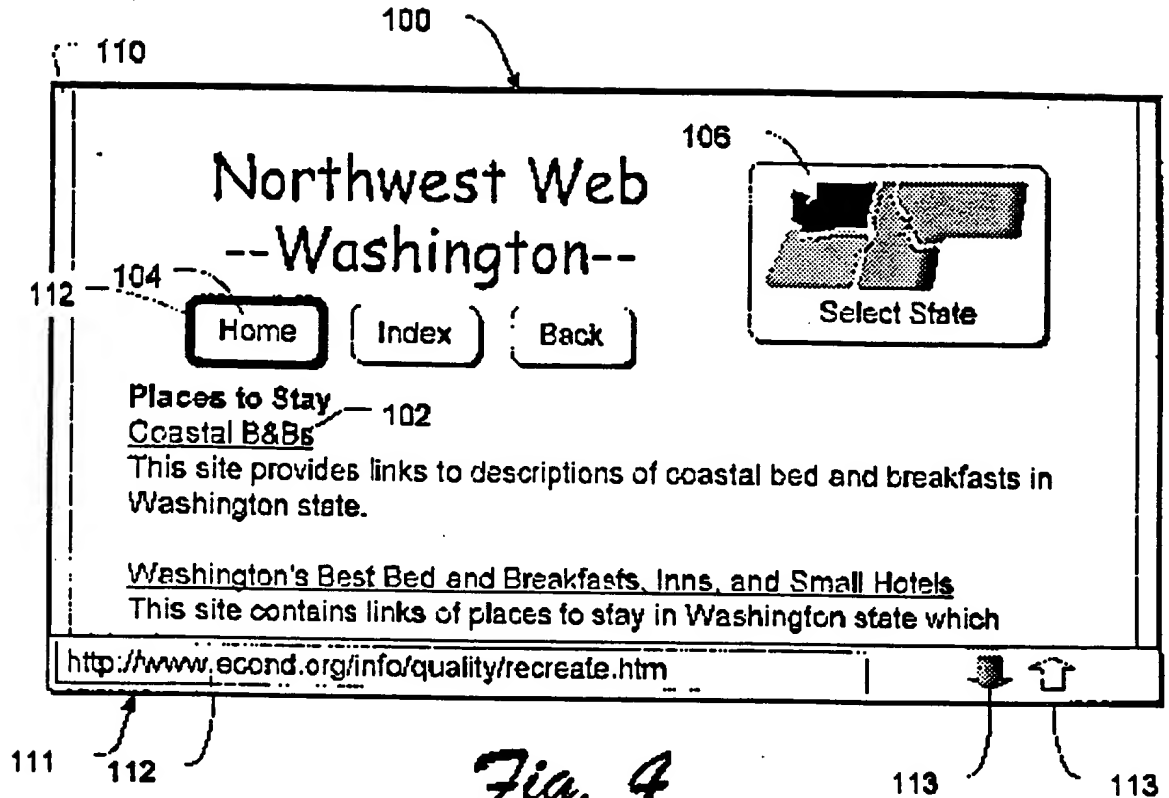 100
110
106
Northwest Web
--Washington--
104
112
Home Index Back
Select State
Places to Stay
102
Coastal B&Bs
This site provides links to descriptions of coastal bed and breakfasts in
Washington state.
Washington's Best Bed and Breakfasts, Inns, and Small Hotels
This site contains links of places to stay in Washington state which
http://www.econd.org/info/quality/recreate.htm
111 112 113 113
Fig. 4